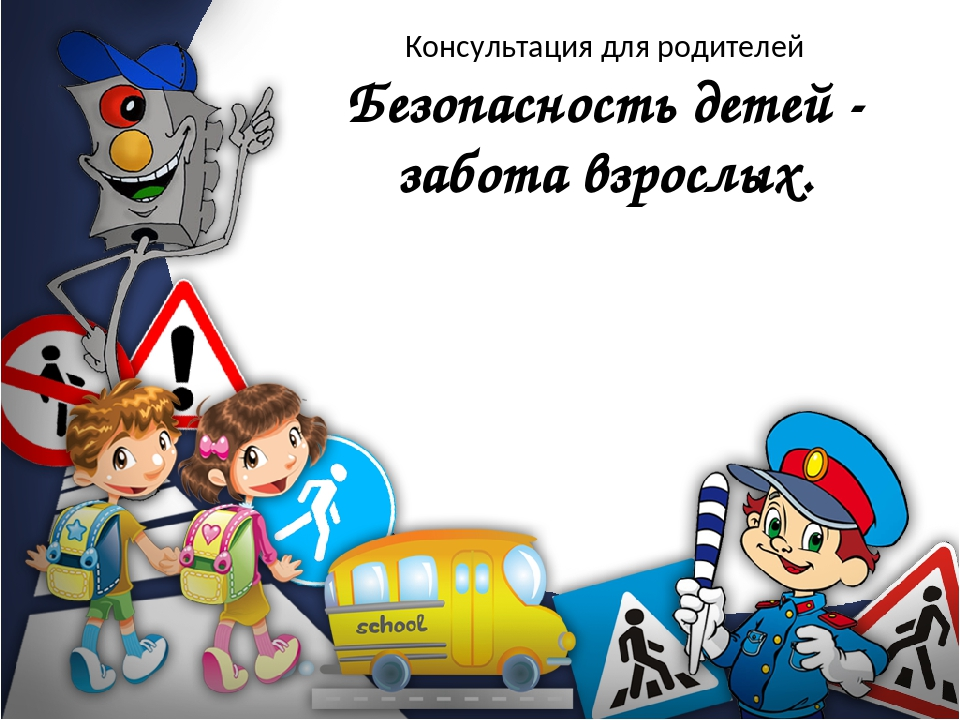 Консультация для родителей
Безопасность детей -
забота взрослых.
school